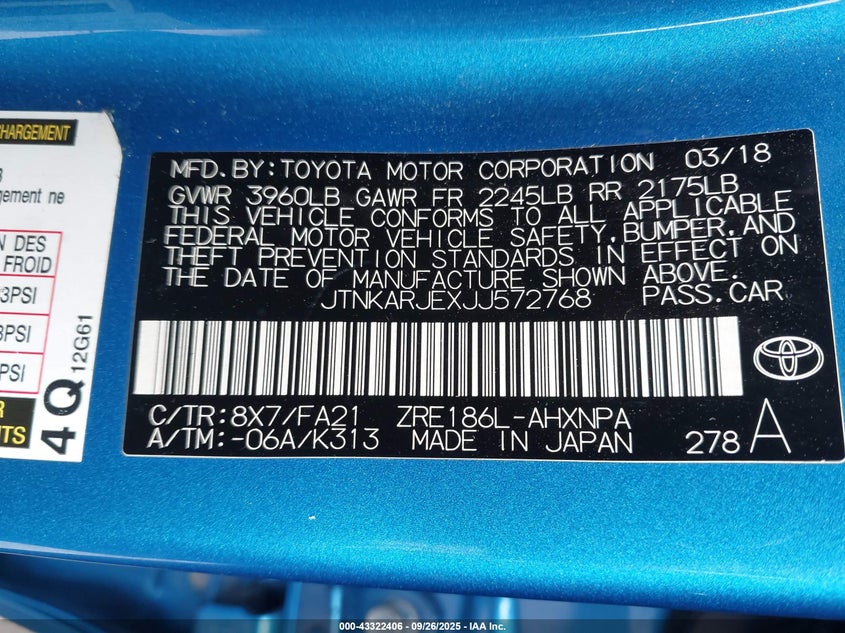 CHARGEMENT
gement ne
N DES
FROID
3PSI
3PSI
PSI
NTS
4Q
12G61
MFD.BY:TOYOTA MOTOR CORPORATION 03/18
GVWR 3960LB GAWR FR 2245LB RR 2175LB
THIS VEHICLE CONFORMS TO ALL APPLICABLE
FEDERAL MOTOR VEHICLE SAFETY,BUMPER,AND
THEFT PREVENTION STANDARDS IN EFFECT ON
THE DATE OF MANUFACTURE SHOWN ABOVE.
JTNKARJEXJJ572768 PASS.CAR
C/TR:8X7/FA21 ZRE186L-AHXNPA
A/TM:-06A/K313 MADE IN JAPAN 278 A
000-43322406 - 09/26/2025 - IAA Inc.